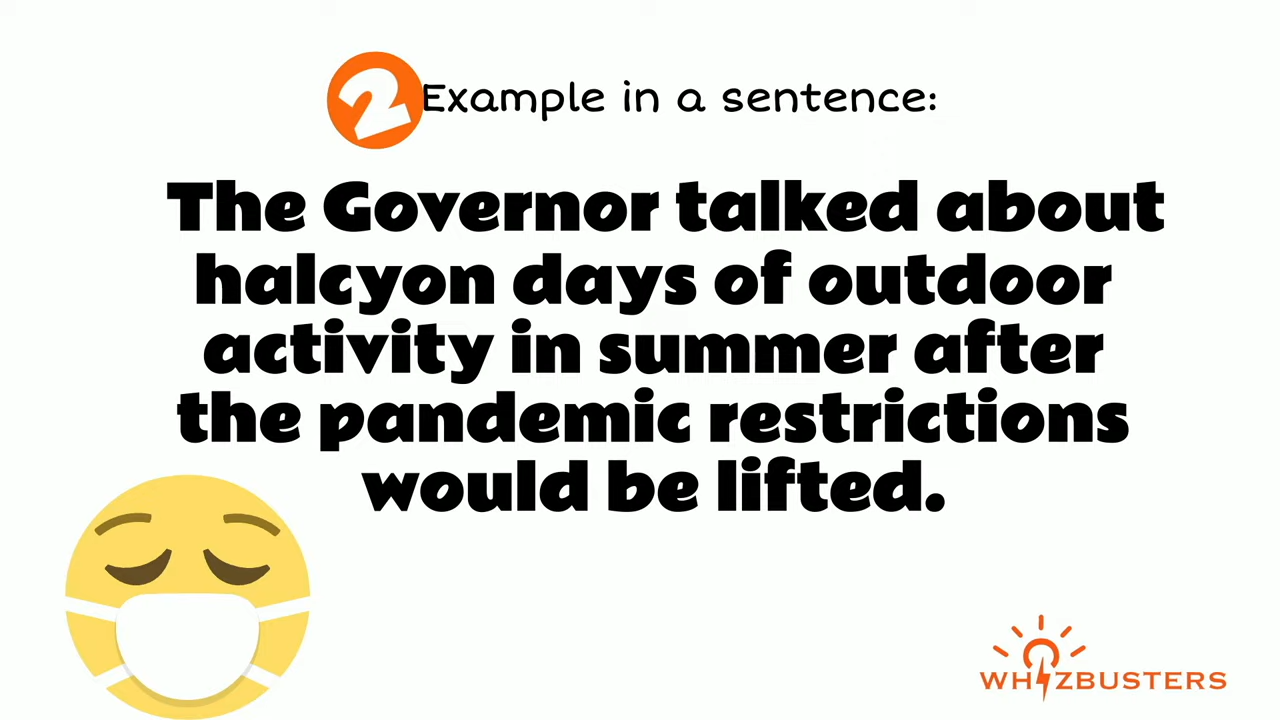 2 Example in a sentence:
The Governor talked about
halcyon days of outdoor
activity in summer after
the pandemic restrictions
would be lifted.
WHIZBUSTERS